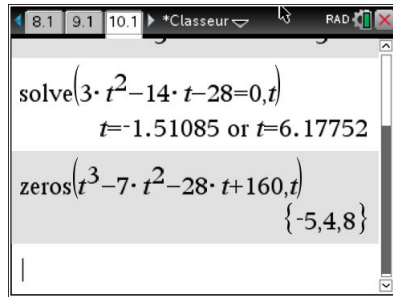 8.1 9.1 10.1 *Classeur RAD
solve(3·t²−14·t−28=0,t)
t=-1.51085 or t=6.17752
zeros(t³−7·t²−28·t+160,t)
{-5,4,8}